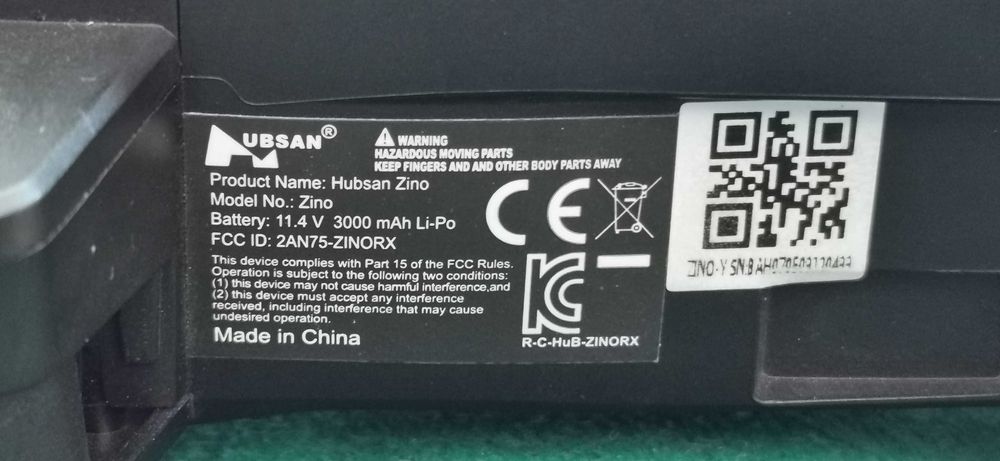 HUBSAN®
WARNING
HAZARDOUS MOVING PARTS
KEEP FINGERS AND AND OTHER BODY PARTS AWAY
Product Name: Hubsan Zino
Model No.: Zino
Battery: 11.4 V 3000 mAh Li-Po
FCC ID: 2AN75-ZINORX
This device complies with Part 15 of the FCC Rules.
Operation is subject to the following two conditions:
(1) this device may not cause harmful interference,and
(2) this device must accept any interference
received, including interference that may cause
undesired operation.
Made in China
CE
R-C-HuB-ZINORX
ZINO-Y